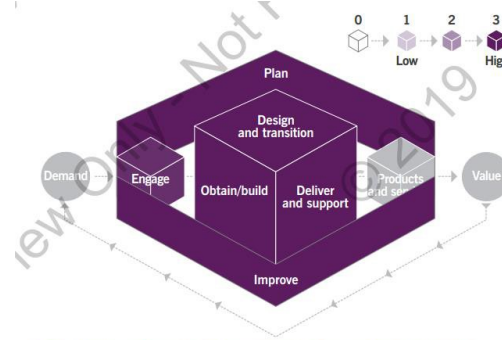 0 1 2 3
Low
Plan
Design
and transition
Demand
Engage
Obtain/build
Deliver
and support
Products
Value
Improve
© 2019